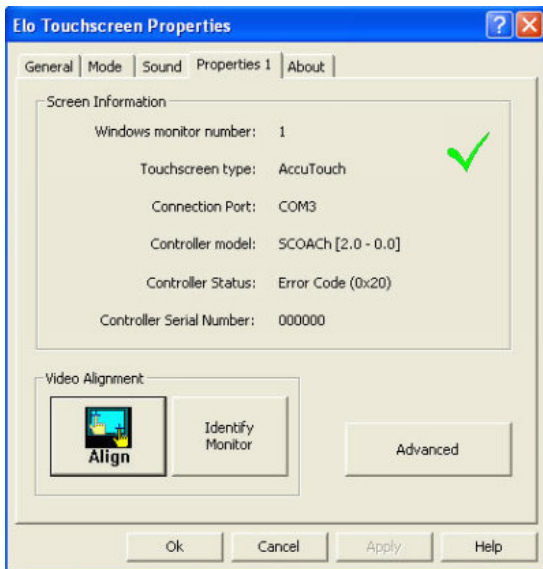 Elo Touchscreen Properties
General Mode Sound Properties 1 About
Screen Information
Windows monitor number: 1
Touchscreen type: AccuTouch
Connection Port: COM3
Controller model: SCOACh [2.0 - 0.0]
Controller Status: Error Code (0x20)
Controller Serial Number: 000000
Video Alignment
Align
Identify
Monitor
Advanced
Ok Cancel Apply Help